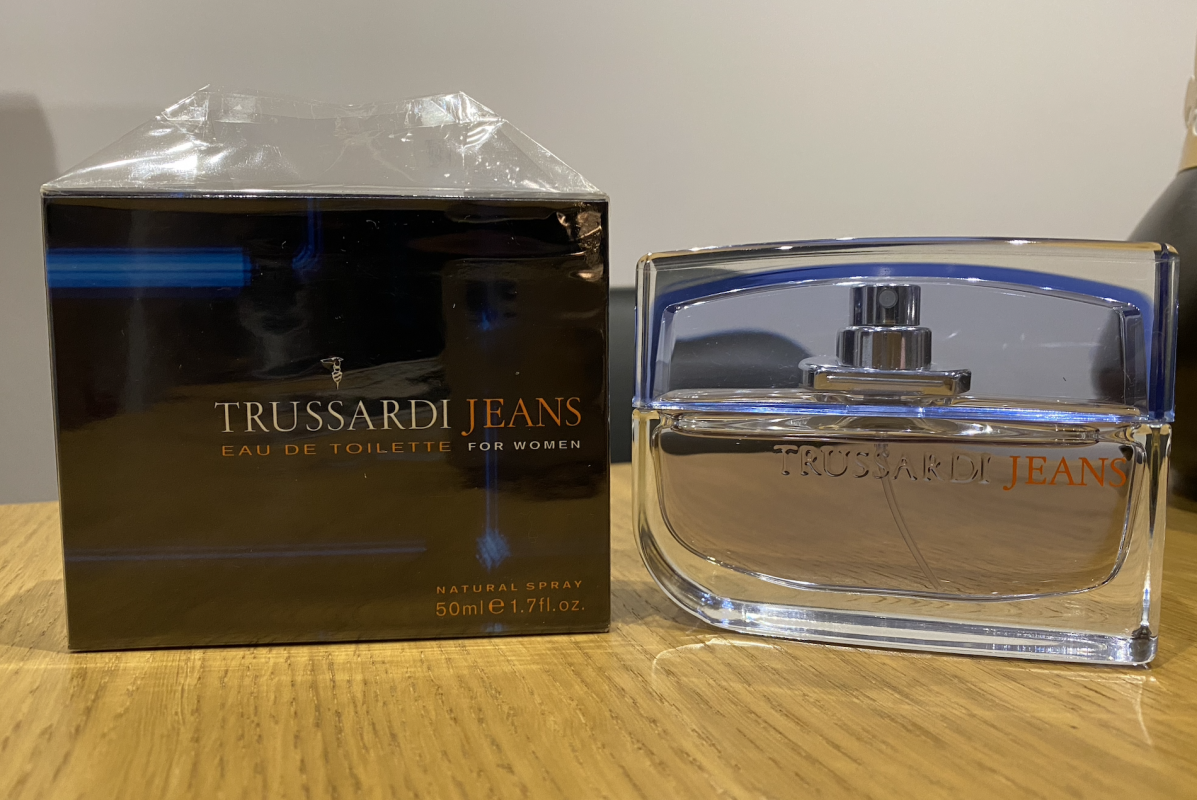 TRUSSARDI JEANS
EAU DE TOILETTE FOR WOMEN
NATURAL SPRAY
50ml e 1.7fl.oz.
TRUSSARDI JEANS